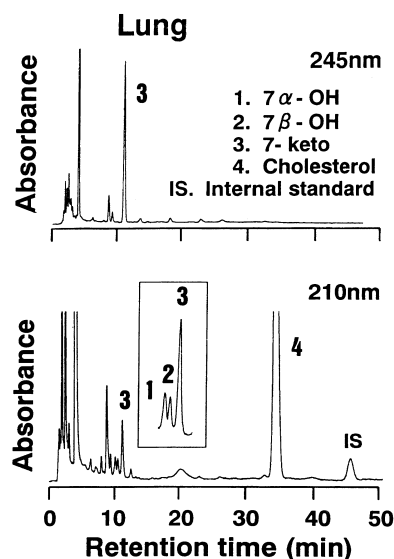 Lung
245nm
3
1. 7α-OH
2. 7β-OH
3. 7-keto
4. Cholesterol
IS. Internal standard
Absorbance
210nm
3
1 2
3
4
IS
Absorbance
0 10 20 30 40 50
Retention time (min)